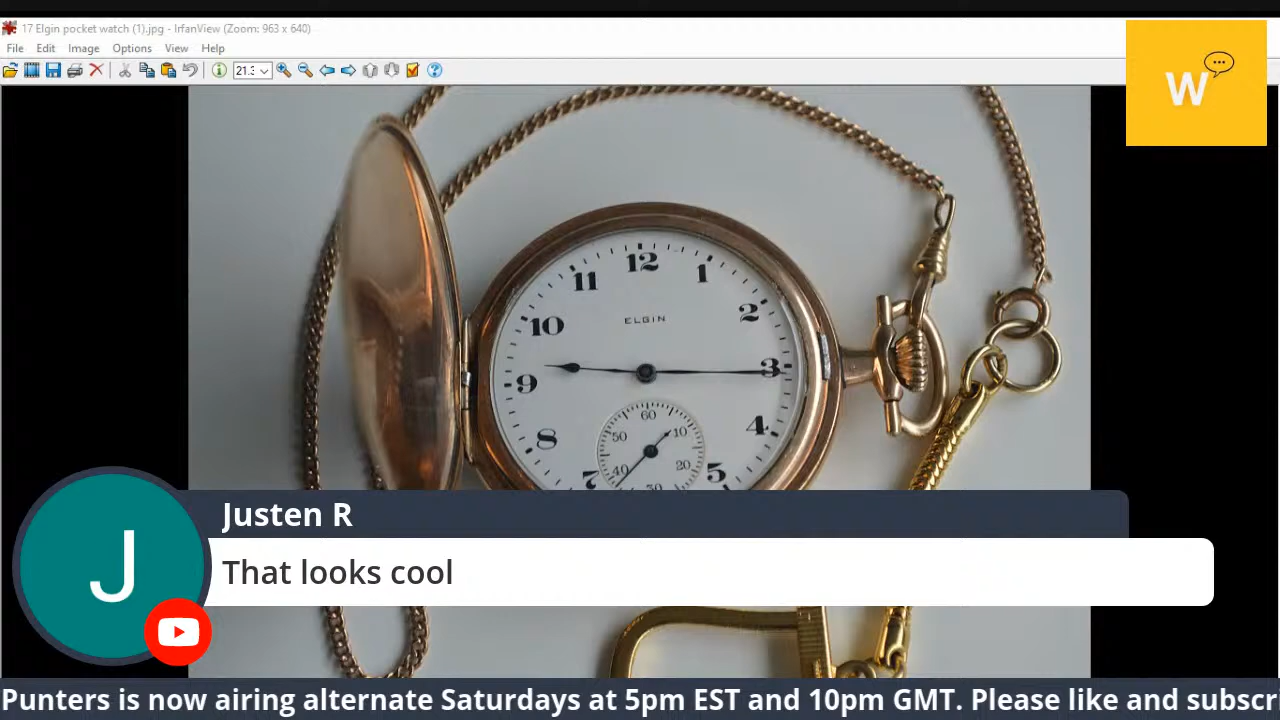 17 Elgin pocket watch (1).jpg - IrfanView (Zoom: 963 x 640)
File Edit Image Options View Help
21.3
W
12
11 1
10 2
ELGIN
9 3
8 4
7 5
60
50 10
40 20
30
Justen R
J
That looks cool
Punters is now airing alternate Saturdays at 5pm EST and 10pm GMT. Please like and subscr